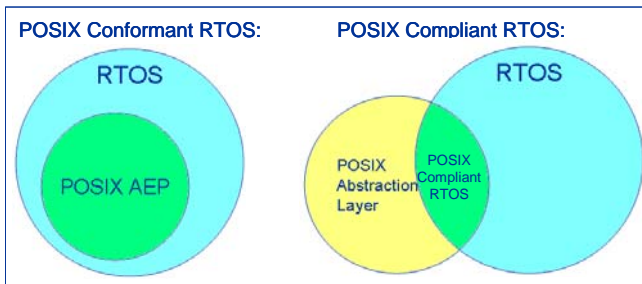 POSIX Conformant RTOS:
RTOS
POSIX AEP
POSIX Compliant RTOS:
RTOS
POSIX
Abstraction
Layer
POSIX
Compliant
RTOS